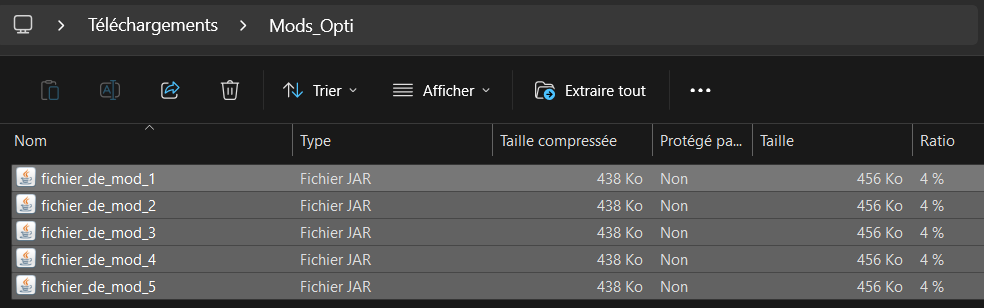 Téléchargements > Mods_Opti
Trier Afficher Extraire tout
Nom Type Taille compressée Protégé pa... Taille Ratio
fichier_de_mod_1 Fichier JAR 438 Ko Non 456 Ko 4 %
fichier_de_mod_2 Fichier JAR 438 Ko Non 456 Ko 4 %
fichier_de_mod_3 Fichier JAR 438 Ko Non 456 Ko 4 %
fichier_de_mod_4 Fichier JAR 438 Ko Non 456 Ko 4 %
fichier_de_mod_5 Fichier JAR 438 Ko Non 456 Ko 4 %